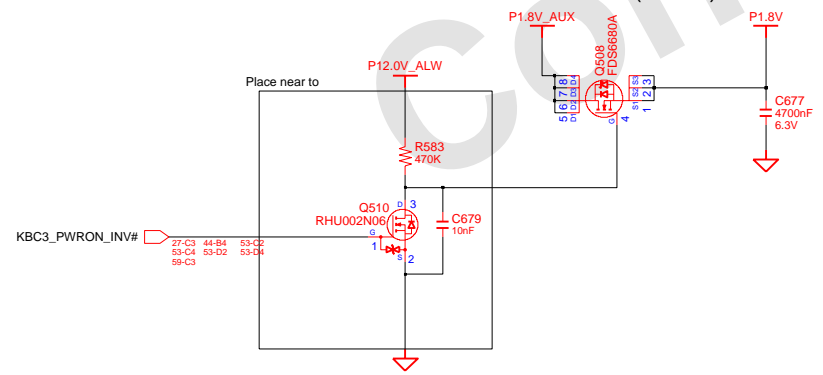 P1.8V_AUX
P1.8V
Q508
FDS6680A
8 D4
7 D3
6 D2
5 D1
S3 3
S2 2
S1 1
G
4
C677
4700nF
6.3V
P12.0V_ALW
Place near to
R583
470K
D 3
Q510
RHU002N06
C679
10nF
KBC3_PWRON_INV#
G
1
S 2
27-C3 44-B4 53-C2
53-C4 53-D2 53-D4
59-C3